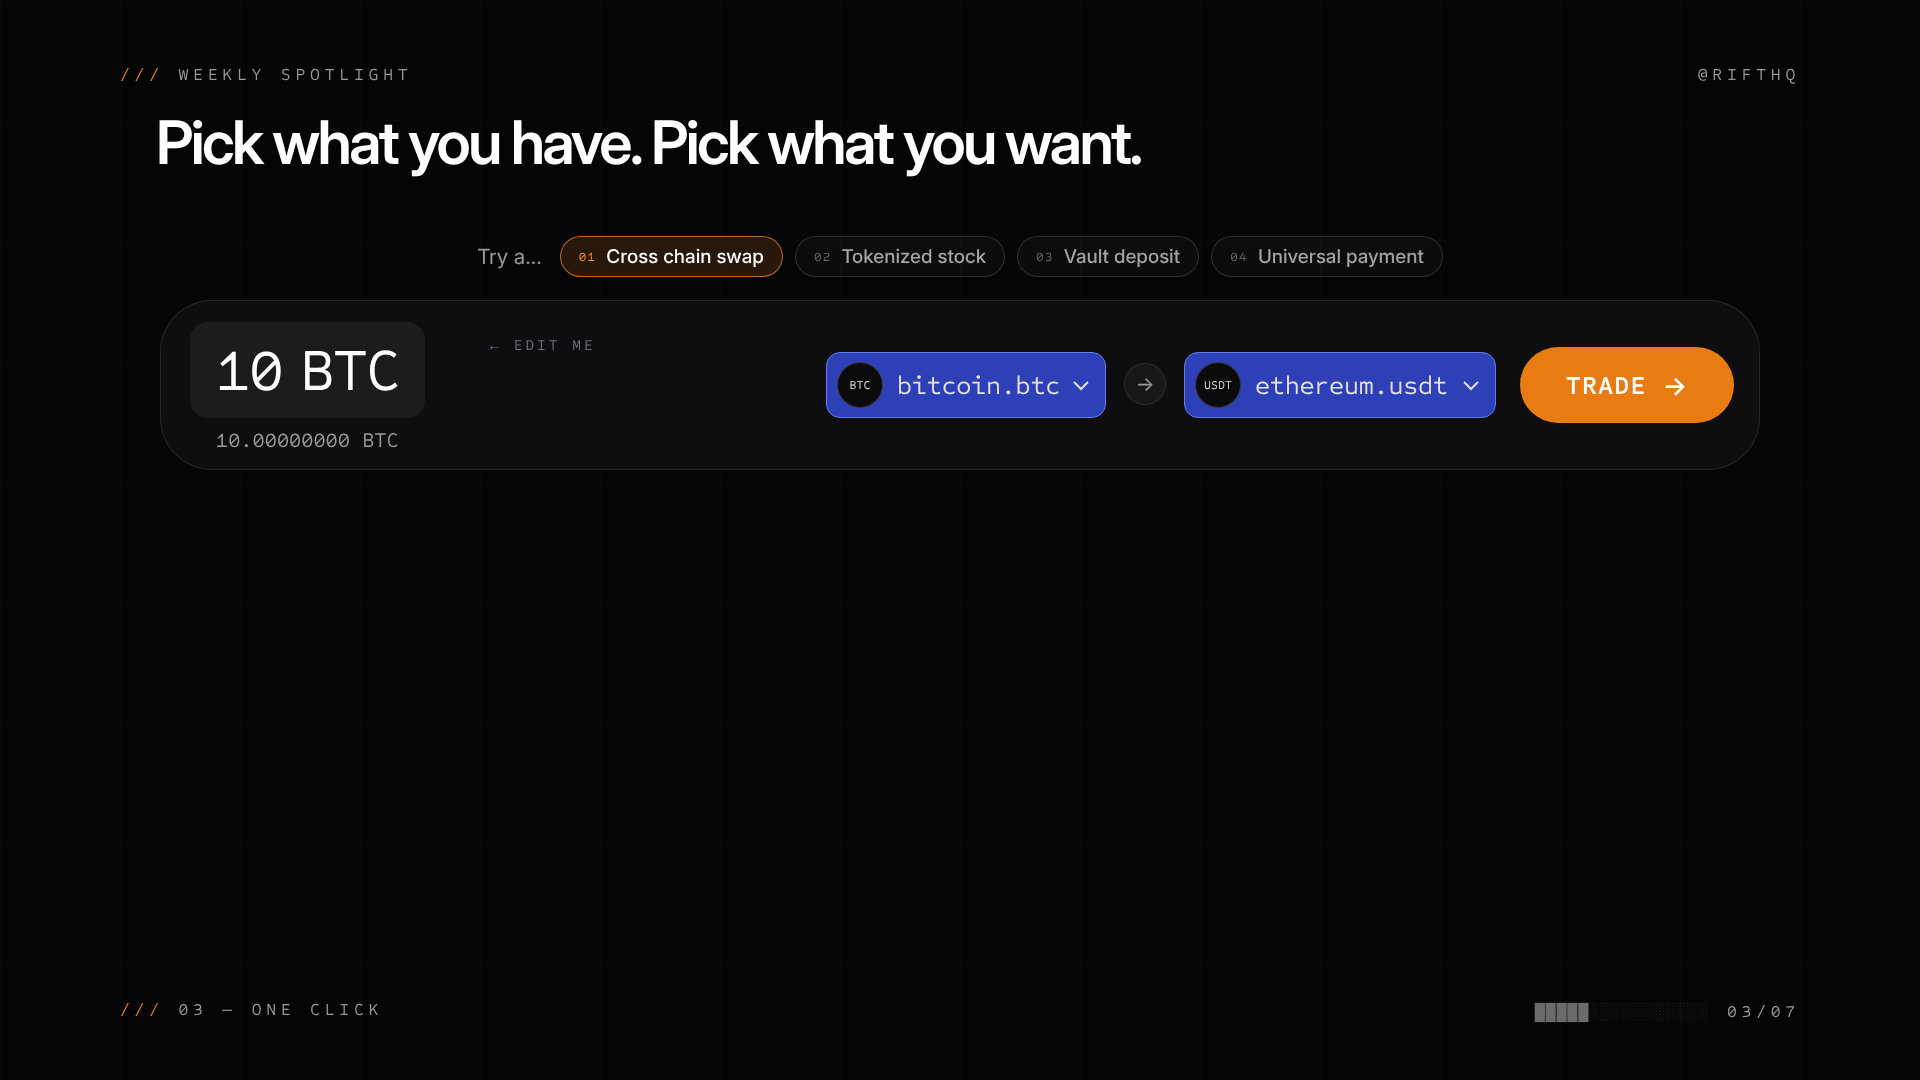 /// WEEKLY SPOTLIGHT
@RIFTHQ
Pick what you have. Pick what you want.
Try a... 01 Cross chain swap 02 Tokenized stock 03 Vault deposit 04 Universal payment
10 BTC
← EDIT ME
10.00000000 BTC
BTC bitcoin.btc → USDT ethereum.usdt TRADE →
/// 03 — ONE CLICK
03/07